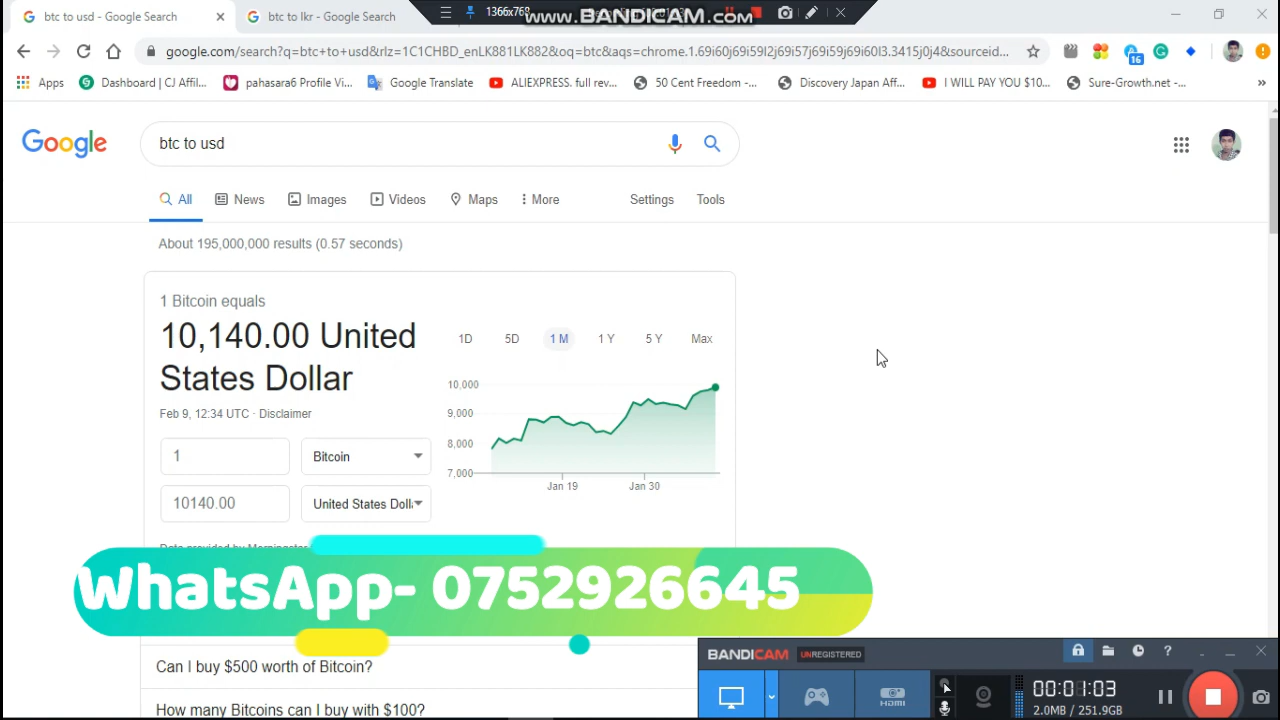 btc to usd - Google Search
btc to lkr - Google Search
1366x768
www.BANDICAM.com
google.com/search?q=btc+to+usd&rlz=1C1CHBD_enLK881LK882&oq=btc&aqs=chrome.1.69i60j69i59l2j69i57j69i59j69i60l3.3415j0j4&sourceid...
16
Apps
Dashboard | CJ Affil...
pahasara6 Profile Vi...
Google Translate
ALIEXPRESS. full rev...
50 Cent Freedom -...
Discovery Japan Aff...
I WILL PAY YOU $10...
Sure-Growth.net -...
»
Google
btc to usd
All
News
Images
Videos
Maps
More
Settings
Tools
About 195,000,000 results (0.57 seconds)
1 Bitcoin equals
10,140.00 United
States Dollar
Feb 9, 12:34 UTC · Disclaimer
1D
5D
1 M
1 Y
5 Y
Max
10,000
9,000
8,000
7,000
Jan 19
Jan 30
1
Bitcoin
10140.00
United States Doll
WhatsApp- 0752926645
BANDICAM
UNREGISTERED
?
Can I buy $500 worth of Bitcoin?
How many Bitcoins can I buy with $100?
HDMI
00:01:03
2.0MB / 251.9GB